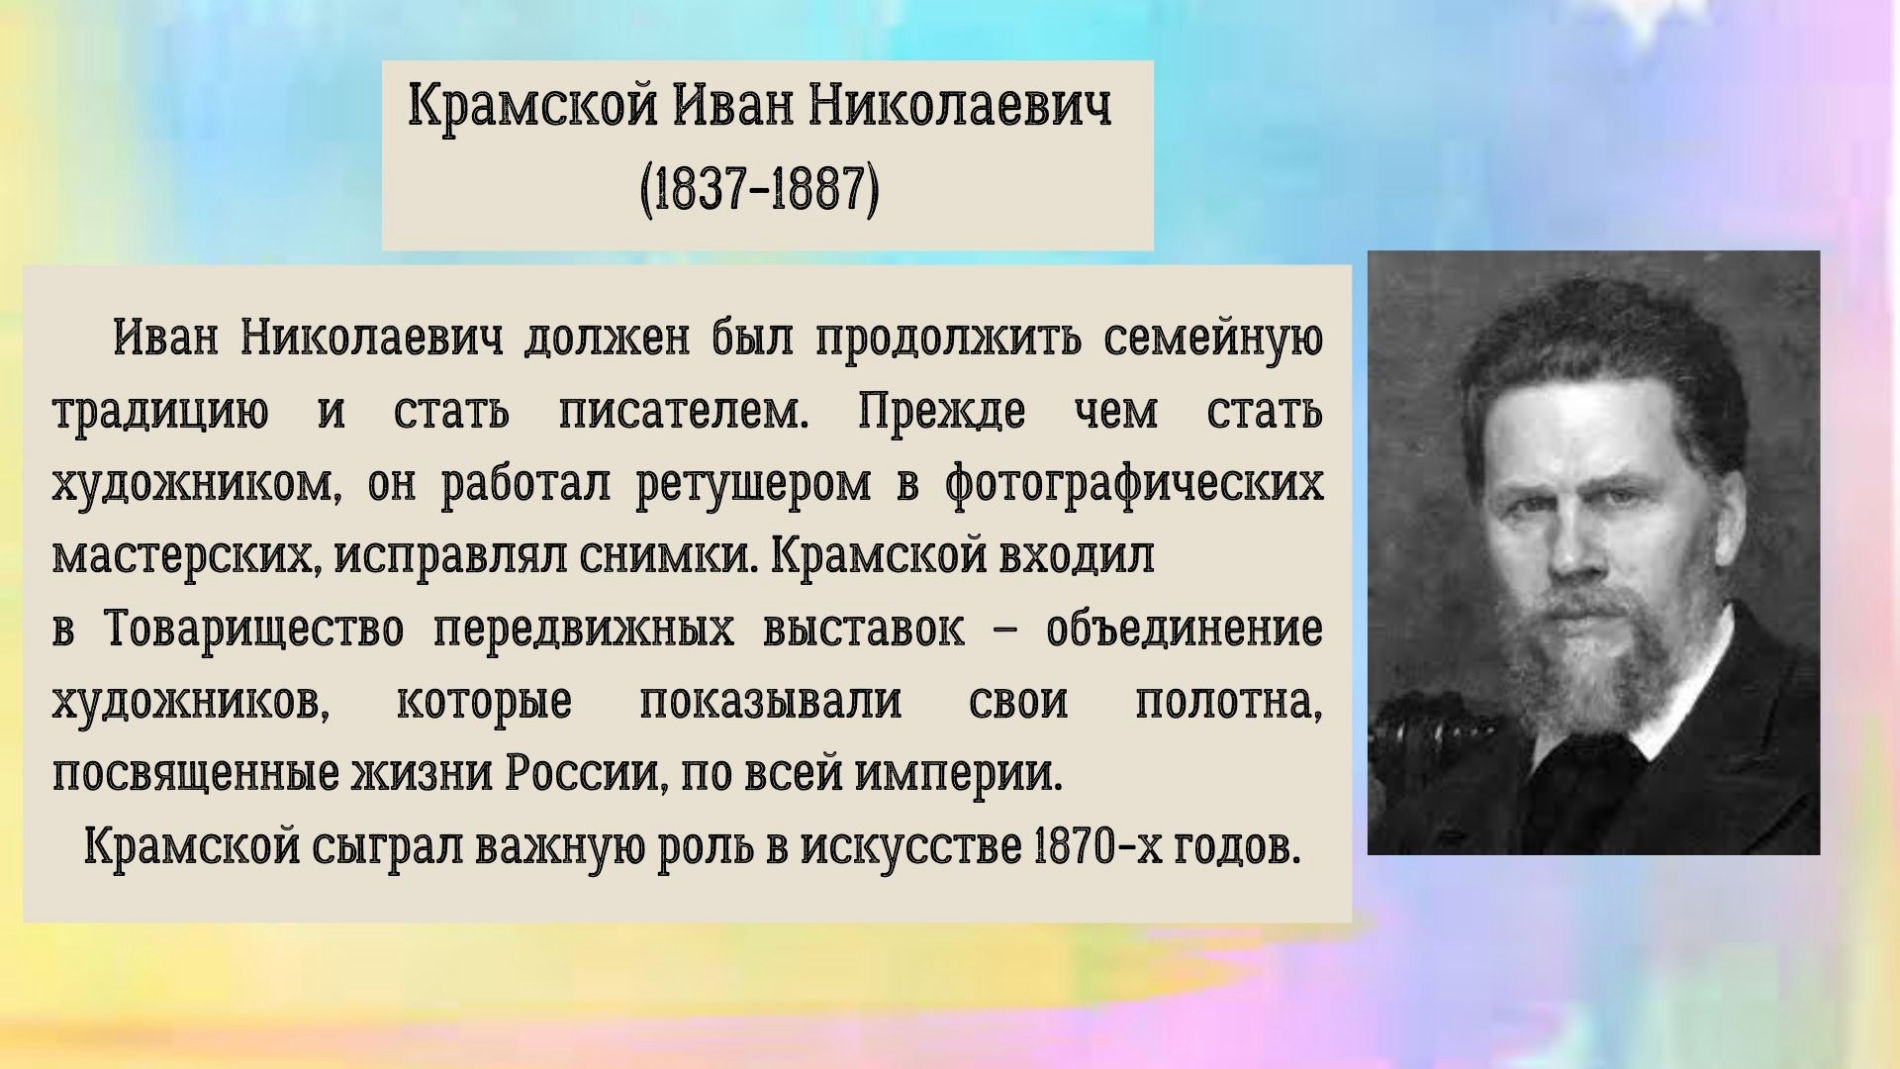 Крамской Иван Николаевич
(1837–1887)
Иван Николаевич должен был продолжить семейную
традицию и стать писателем. Прежде чем стать
художником, он работал ретушером в фотографических
мастерских, исправлял снимки. Крамской входил
в Товарищество передвижных выставок – объединение
художников, которые показывали свои полотна,
посвященные жизни России, по всей империи.
Крамской сыграл важную роль в искусстве 1870-х годов.